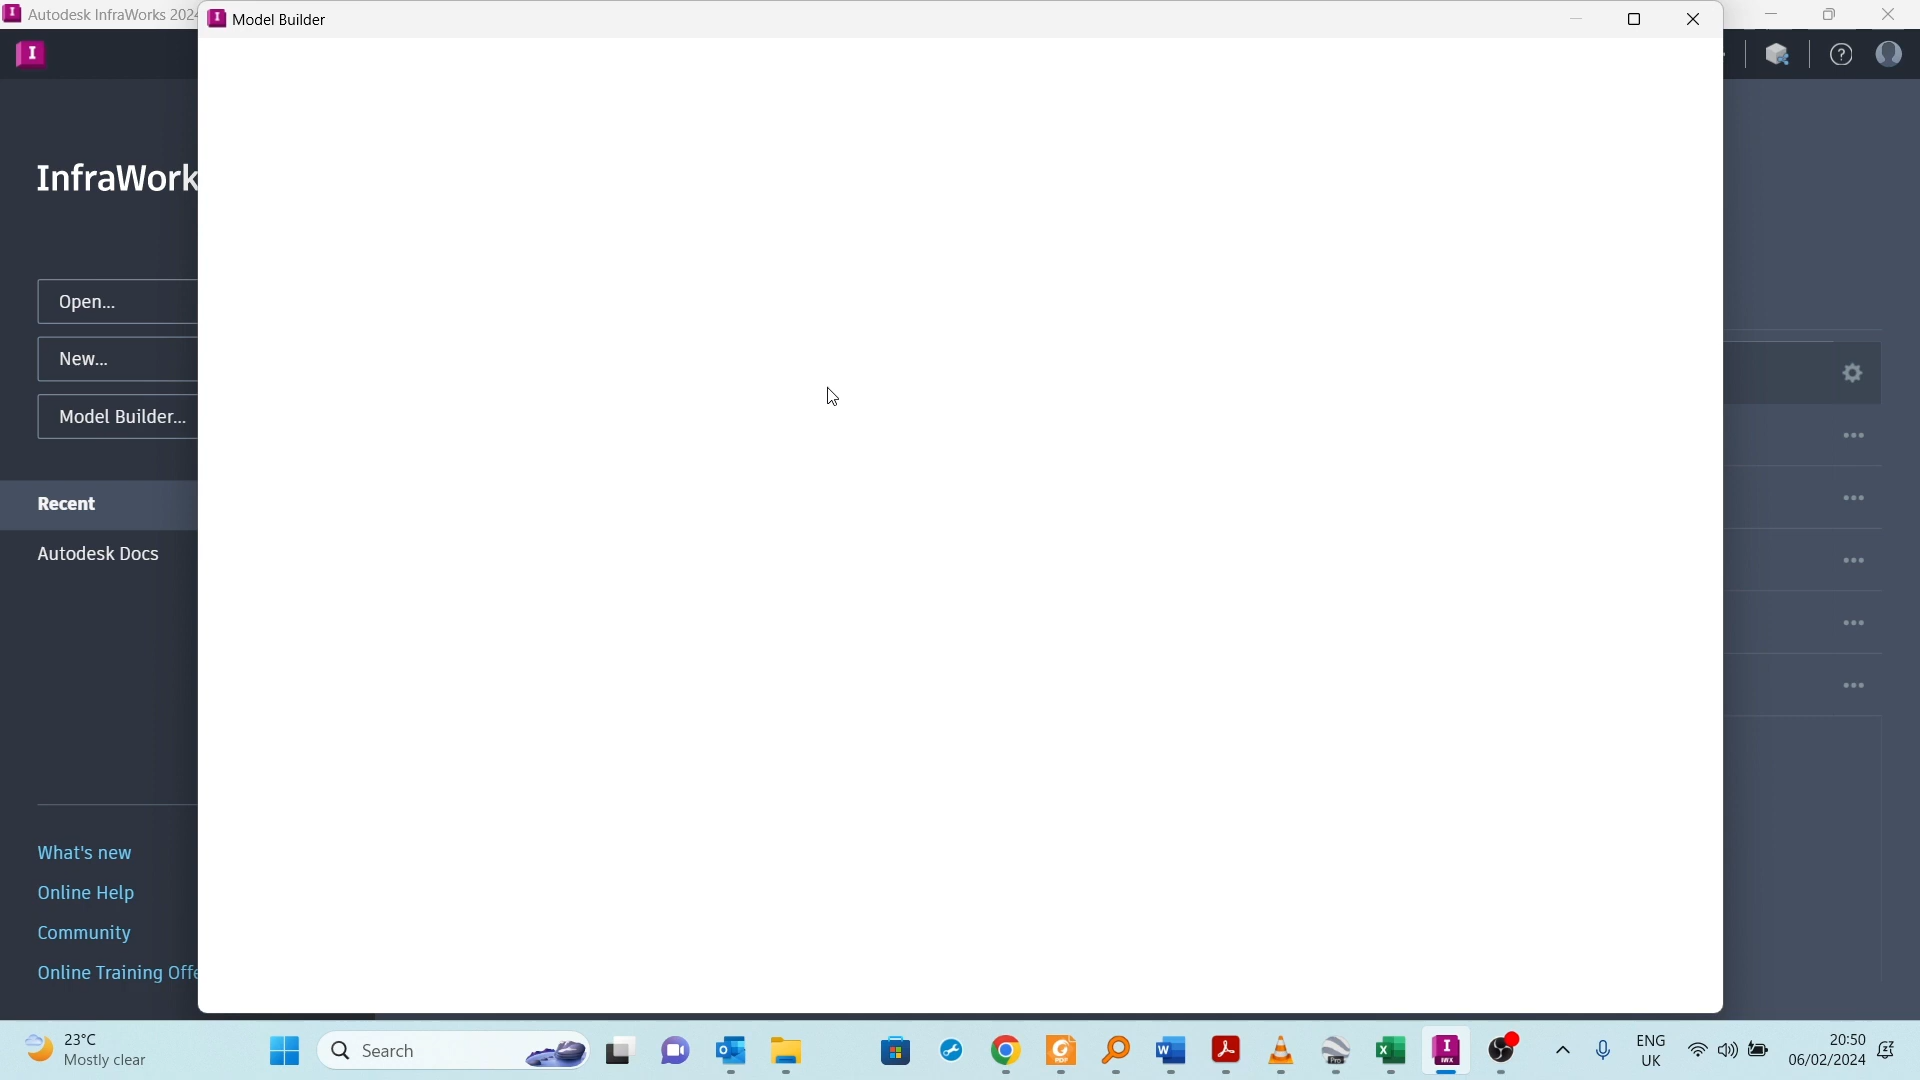 Autodesk InfraWorks 2024
Model Builder
InfraWork
Open...
New...
Model Builder...
Recent
Autodesk Docs
What's new
Online Help
Community
Online Training Offe
23°C
Mostly clear
Search
ENG
UK
20:50
06/02/2024